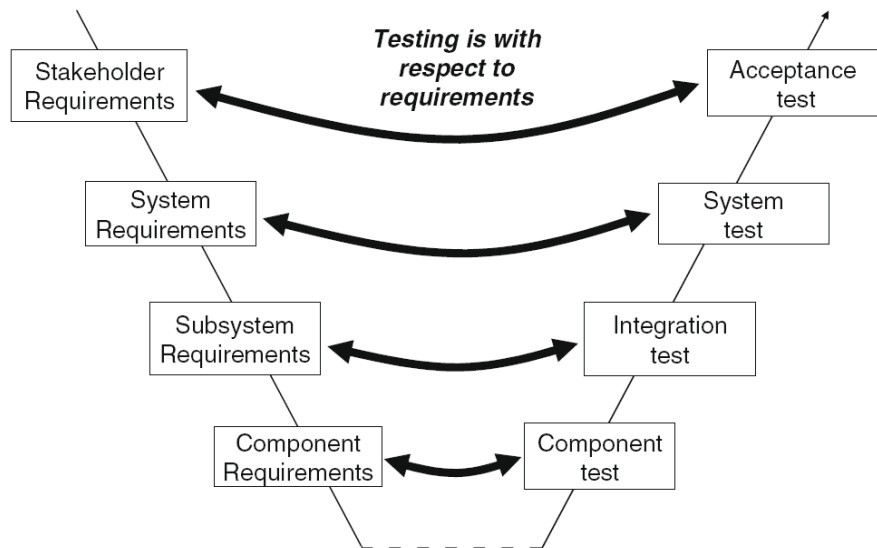 Testing is with
respect to
requirements
Stakeholder
Requirements
Acceptance
test
System
Requirements
System
test
Subsystem
Requirements
Integration
test
Component
Requirements
Component
test